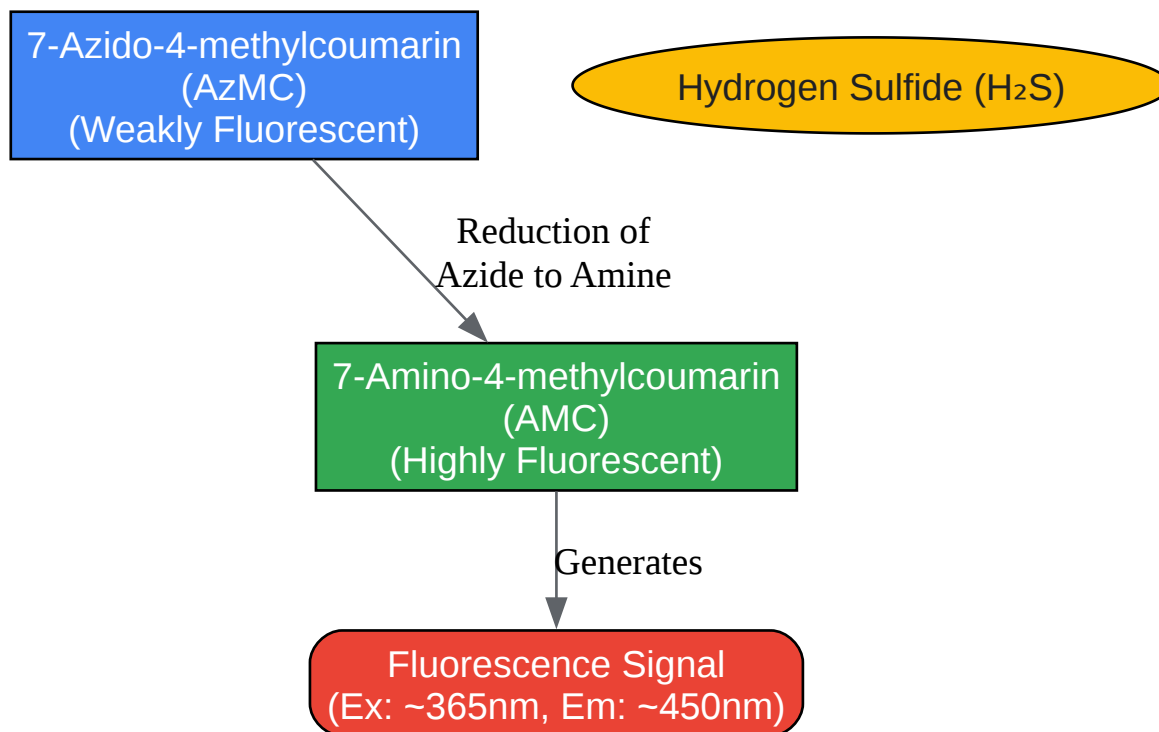 7-Azido-4-methylcoumarin
(AzMC)
(Weakly Fluorescent)
Hydrogen Sulfide (H₂S)
Reduction of
Azide to Amine
7-Amino-4-methylcoumarin
(AMC)
(Highly Fluorescent)
Generates
Fluorescence Signal
(Ex: ~365nm, Em: ~450nm)